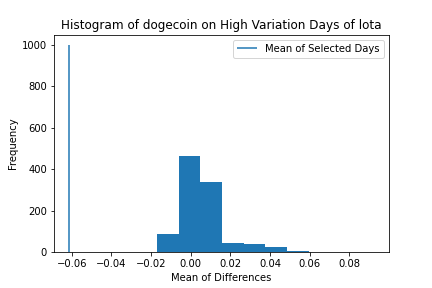 Histogram of dogecoin on High Variation Days of Iota
Mean of Selected Days
Frequency
1000
800
600
400
200
0
−0.06 −0.04 −0.02 0.00 0.02 0.04 0.06 0.08
Mean of Differences